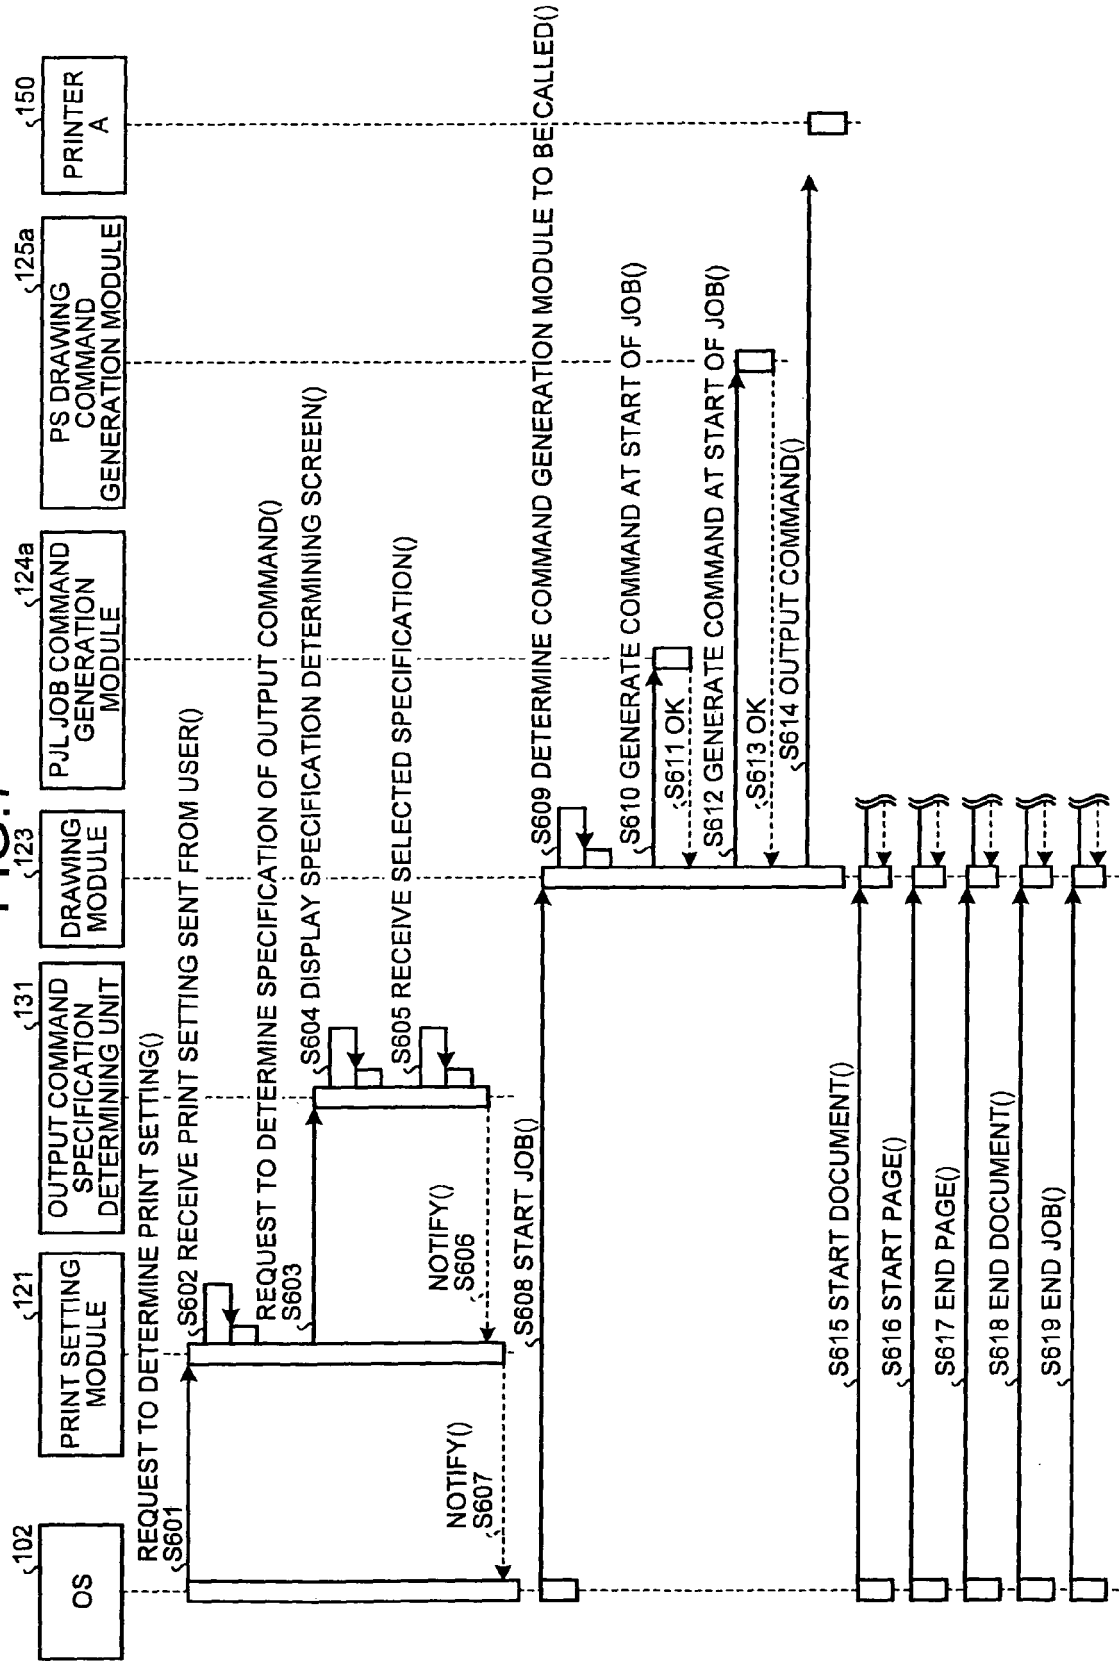 FIG.7
102
OS
121
PRINT SETTING
MODULE
131
OUTPUT COMMAND
SPECIFICATION
DETERMINING UNIT
123
DRAWING
MODULE
124a
PJL JOB COMMAND
GENERATION
MODULE
125a
PS DRAWING
COMMAND
GENERATION MODULE
150
PRINTER
A
REQUEST TO DETERMINE PRINT SETTING()
S601
S602 RECEIVE PRINT SETTING SENT FROM USER()
REQUEST TO DETERMINE SPECIFICATION OF OUTPUT COMMAND()
S603
S604 DISPLAY SPECIFICATION DETERMINING SCREEN()
S605 RECEIVE SELECTED SPECIFICATION()
NOTIFY()
S606
NOTIFY()
S607
S608 START JOB()
S609 DETERMINE COMMAND GENERATION MODULE TO BE CALLED()
S610 GENERATE COMMAND AT START OF JOB()
S611 OK
S612 GENERATE COMMAND AT START OF JOB()
S613 OK
S614 OUTPUT COMMAND()
S615 START DOCUMENT()
S616 START PAGE()
S617 END PAGE()
S618 END DOCUMENT()
S619 END JOB()